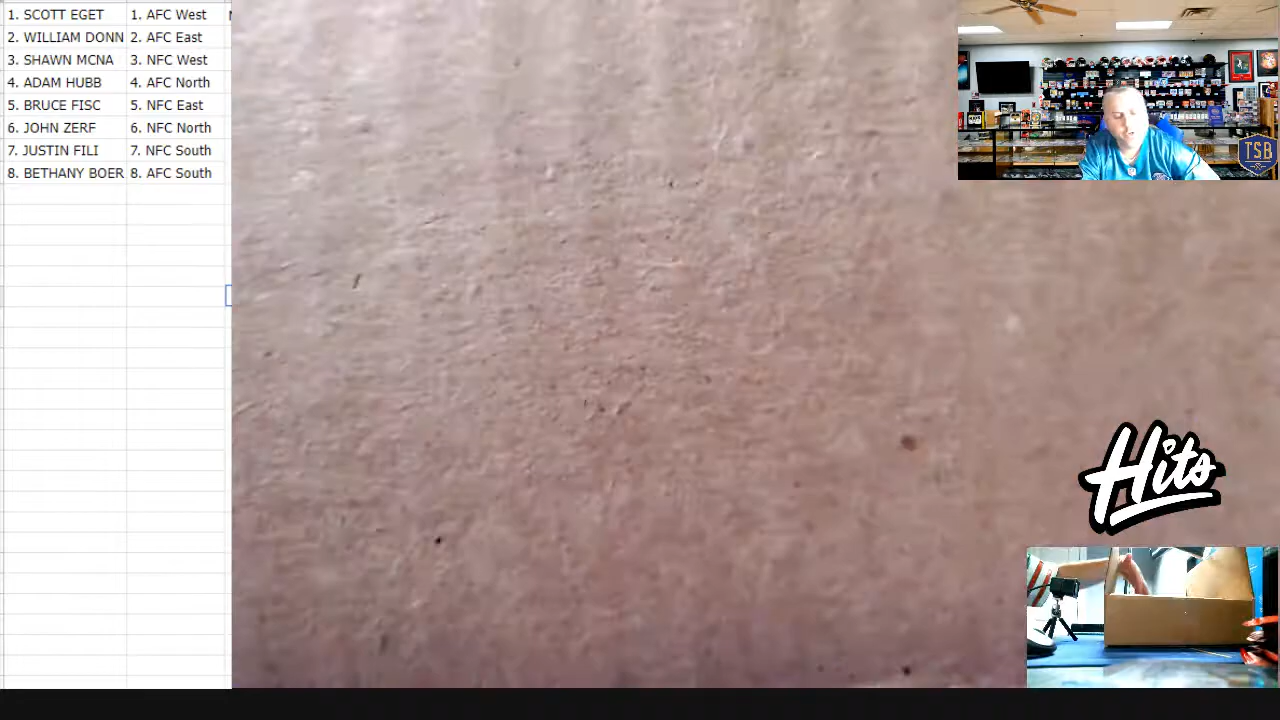 1. SCOTT EGET 1. AFC West
2. WILLIAM DONN 2. AFC East
3. SHAWN MCNA 3. NFC West
4. ADAM HUBB 4. AFC North
5. BRUCE FISC 5. NFC East
6. JOHN ZERF 6. NFC North
7. JUSTIN FILI 7. NFC South
8. BETHANY BOER 8. AFC South
TSB
Hits